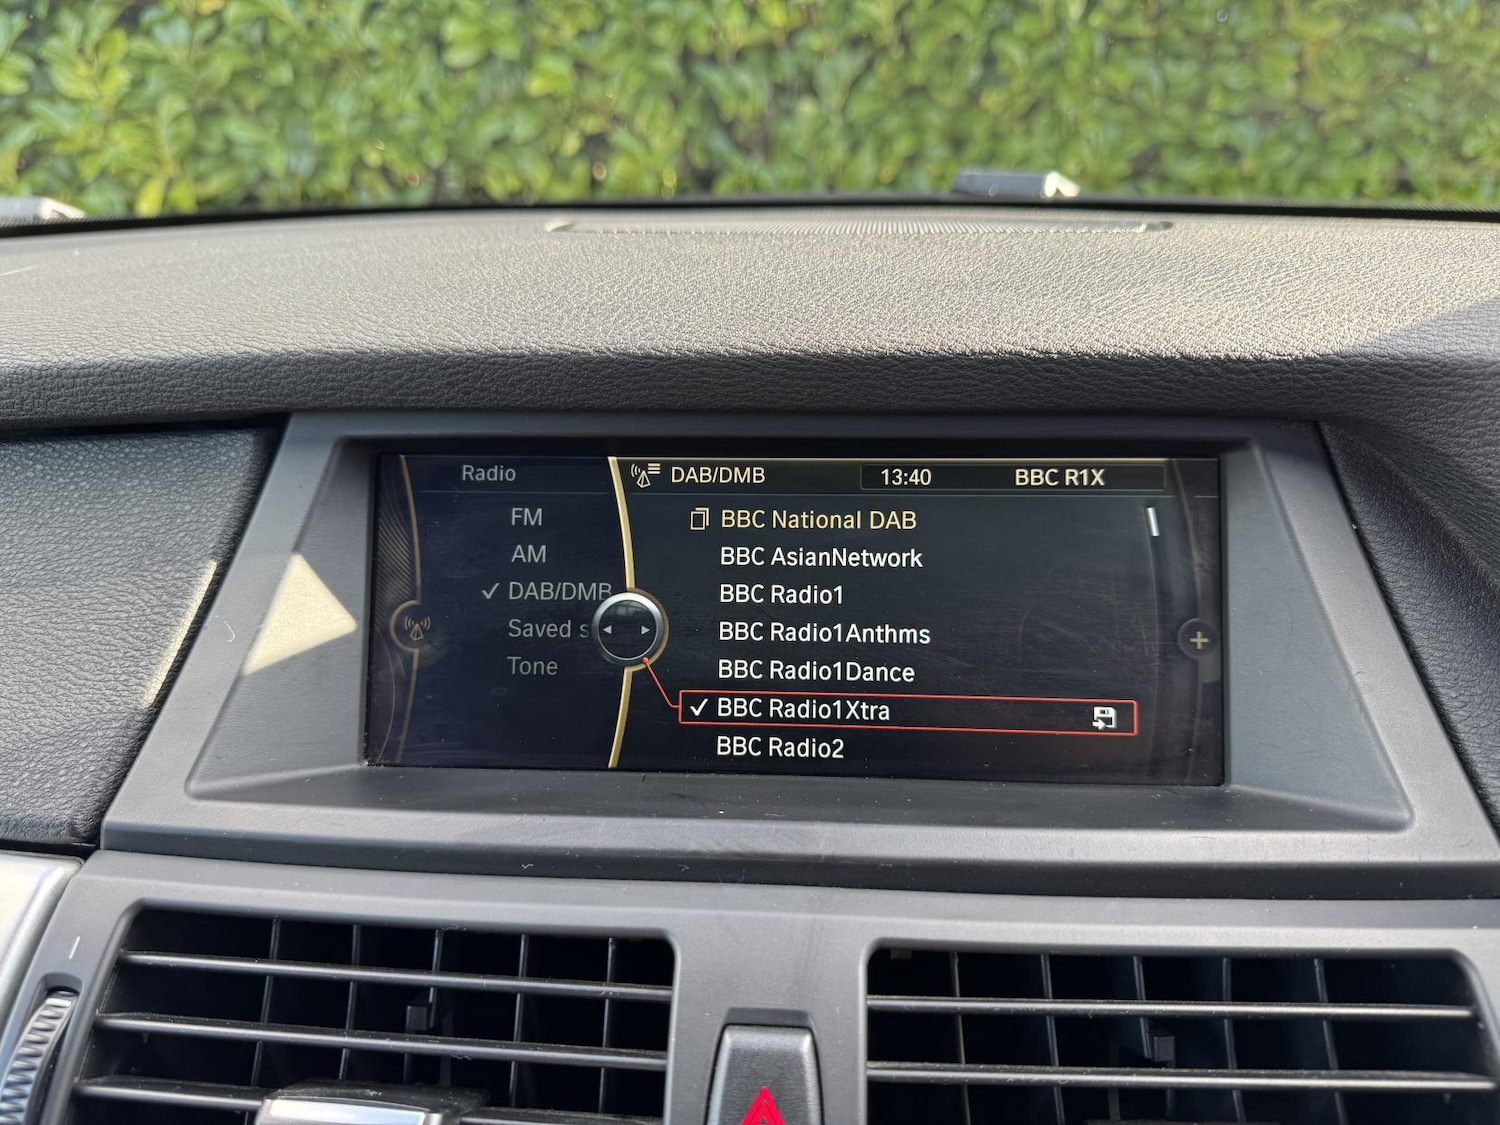 Radio
FM
AM
✓ DAB/DMB
Saved s
Tone
DAB/DMB 13:40 BBC R1X
BBC National DAB
BBC AsianNetwork
BBC Radio1
BBC Radio1Anthms
BBC Radio1Dance
✓ BBC Radio1Xtra
BBC Radio2